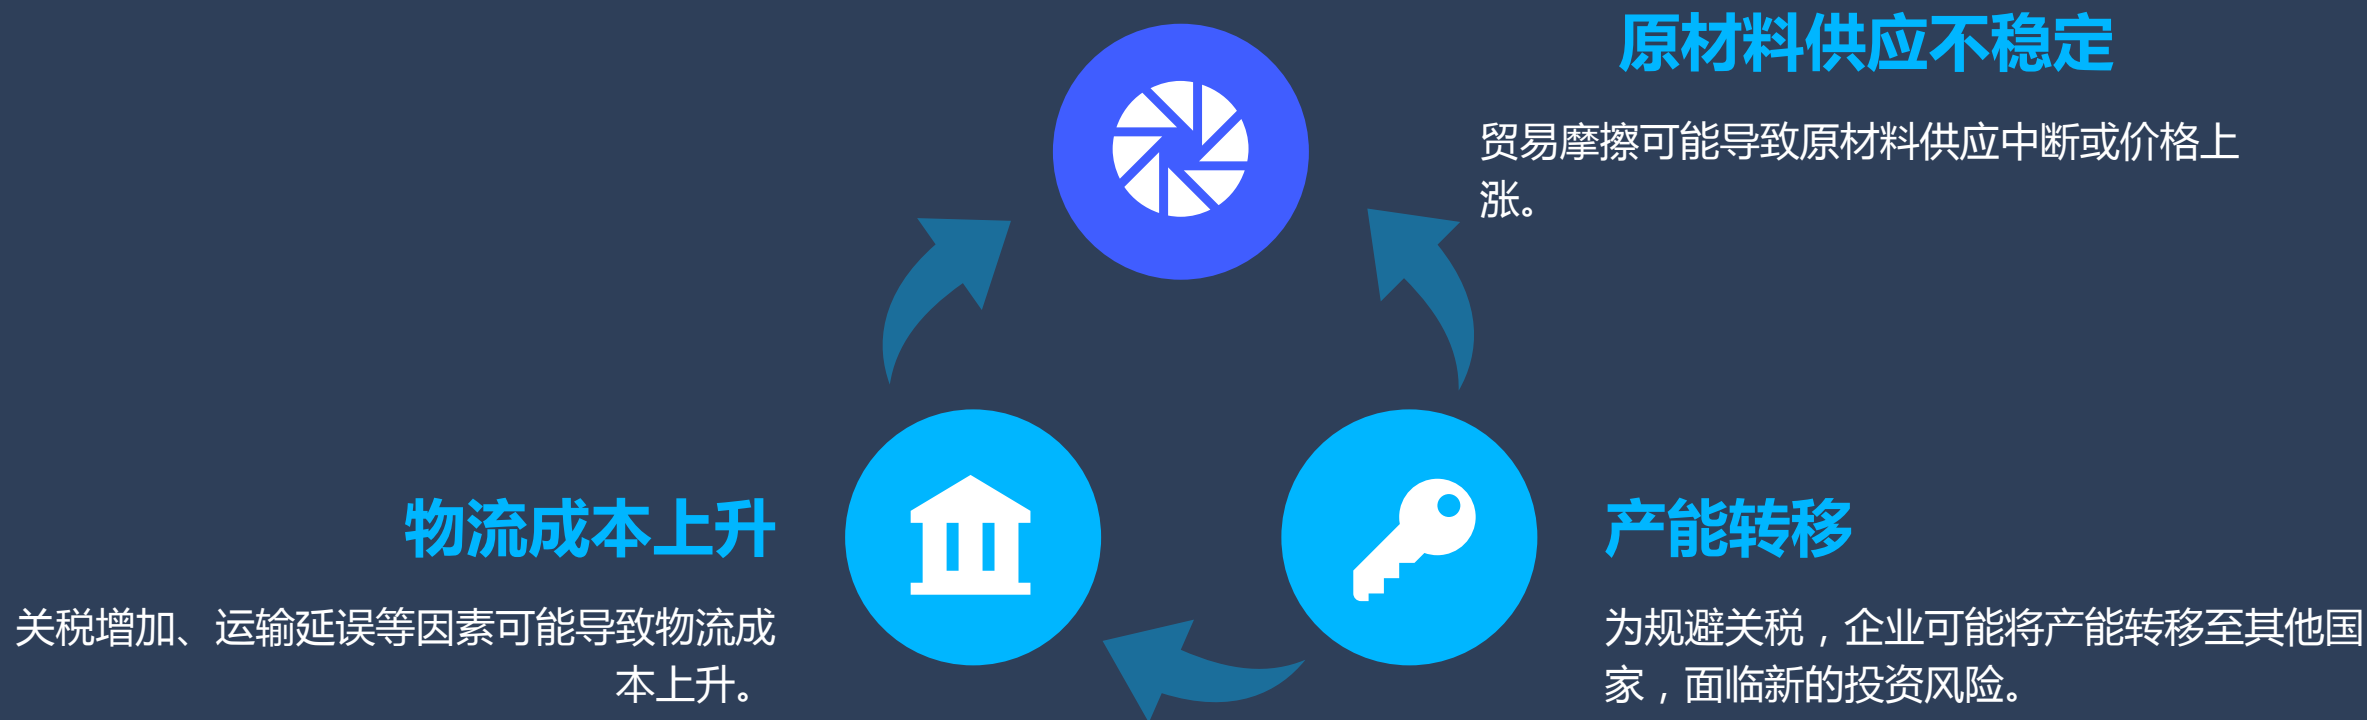 原材料供应不稳定
贸易摩擦可能导致原材料供应中断或价格上
涨。
物流成本上升
关税增加、运输延误等因素可能导致物流成
本上升。
产能转移
为规避关税，企业可能将产能转移至其他国
家，面临新的投资风险。